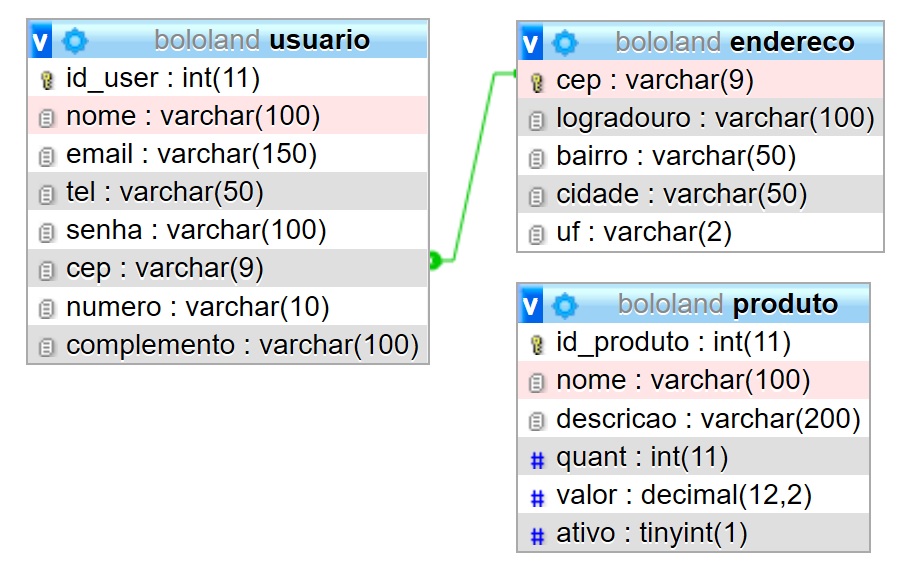 v bololand usuario
id_user : int(11)
nome : varchar(100)
email : varchar(150)
tel : varchar(50)
senha : varchar(100)
cep : varchar(9)
numero : varchar(10)
complemento : varchar(100)
v bololand endereco
cep : varchar(9)
logradouro : varchar(100)
bairro : varchar(50)
cidade : varchar(50)
uf : varchar(2)
v bololand produto
id_produto : int(11)
nome : varchar(100)
descricao : varchar(200)
# quant : int(11)
# valor : decimal(12,2)
# ativo : tinyint(1)